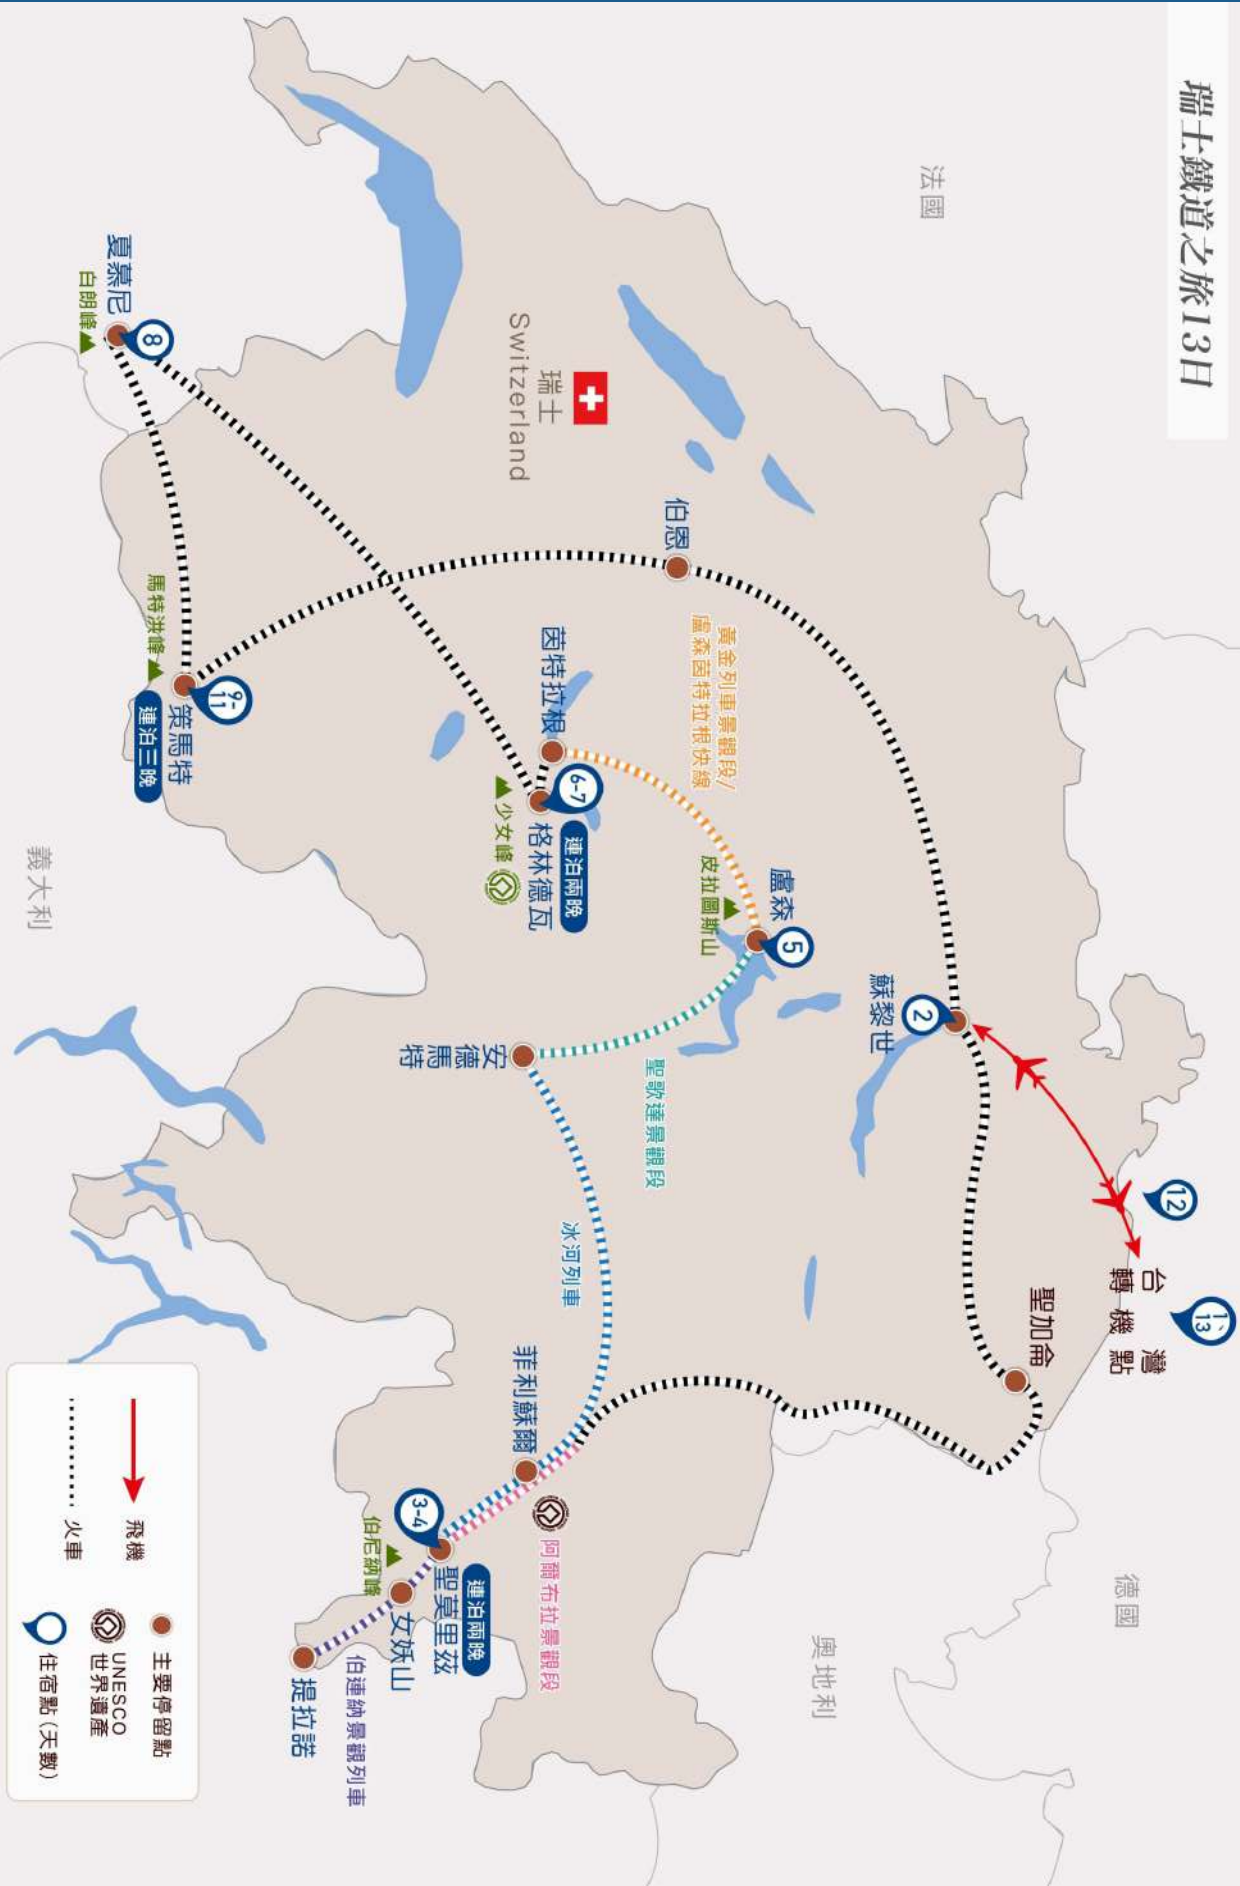 瑞士鐵道之旅13日
法國
德國
奧地利
義大利
瑞士
Switzerland
台灣
轉機點
1、
13
12
聖加侖
蘇黎世
2
伯恩
黃金列車景觀段/
盧森茵特拉根快線
盧森
5
皮拉圖斯山
聖歌達景觀段
茵特拉根
6-7
連泊兩晚
格林德瓦
少女峰
安
德
馬
特
冰河列車
菲利蘇爾
阿爾布拉景觀段
3-4
連泊兩晚
聖莫里茲
伯尼納峰
女妖山
伯連納景觀列車
提拉諾
夏慕尼
8
白朗峰
馬特洪峰
9-
11
策馬特
連泊三晚
飛機
火車
主要停留點
UNESCO
世界遺產
住宿點(天數)